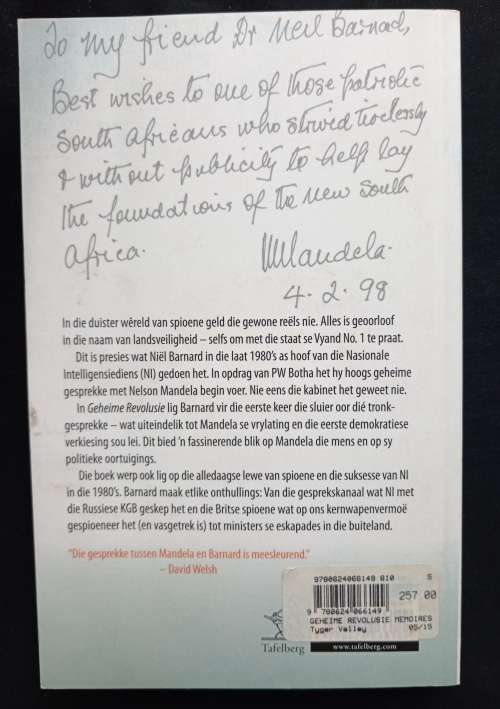 To my friend Dr Neil Barnad,
Best wishes to one of those patriotic
South Africans who strived tirelessly
& without publicity to help lay
the foundations of the new South
Africa.
NMandela.
4.2.98
In die duister wêreld van spioene geld die gewone reëls nie. Alles is geoorloof
in die naam van landsveiligheid – selfs om met die staat se Vyand No. 1 te praat.
Dit is presies wat Niël Barnard in die laat 1980's as hoof van die Nasionale
Intelligensiediens (NI) gedoen het. In opdrag van PW Botha het hy hoogs geheime
gesprekke met Nelson Mandela begin voer. Nie eens die kabinet het geweet nie.
In Geheime Revolusie lig Barnard vir die eerste keer die sluier oor dié tronk-
gesprekke – wat uiteindelik tot Mandela se vrylating en die eerste demokratiese
verkiesing sou lei. Dit bied 'n fassinerende blik op Mandela die mens en op sy
politieke oortuigings.
Die boek werp ook lig op die alledaagse lewe van spioene en die suksesse van NI
in die 1980's. Barnard maak etlike onthullings: Van die gesprekskanaal wat NI met
die Russiese KGB geskep het en die Britse spioene wat op ons kernwapenvermoë
gespioeneer het (en vasgetrek is) tot ministers se eskapades in die buiteland.
"Die gesprekke tussen Mandela en Barnard is meesleurend."
– David Welsh
9780624066149 010 5
257 00
9 780624 066149
GEHEIME REVOLUSIE MEMOIRES
Tyger Valley 05/15
Tafelberg
www.tafelberg.com